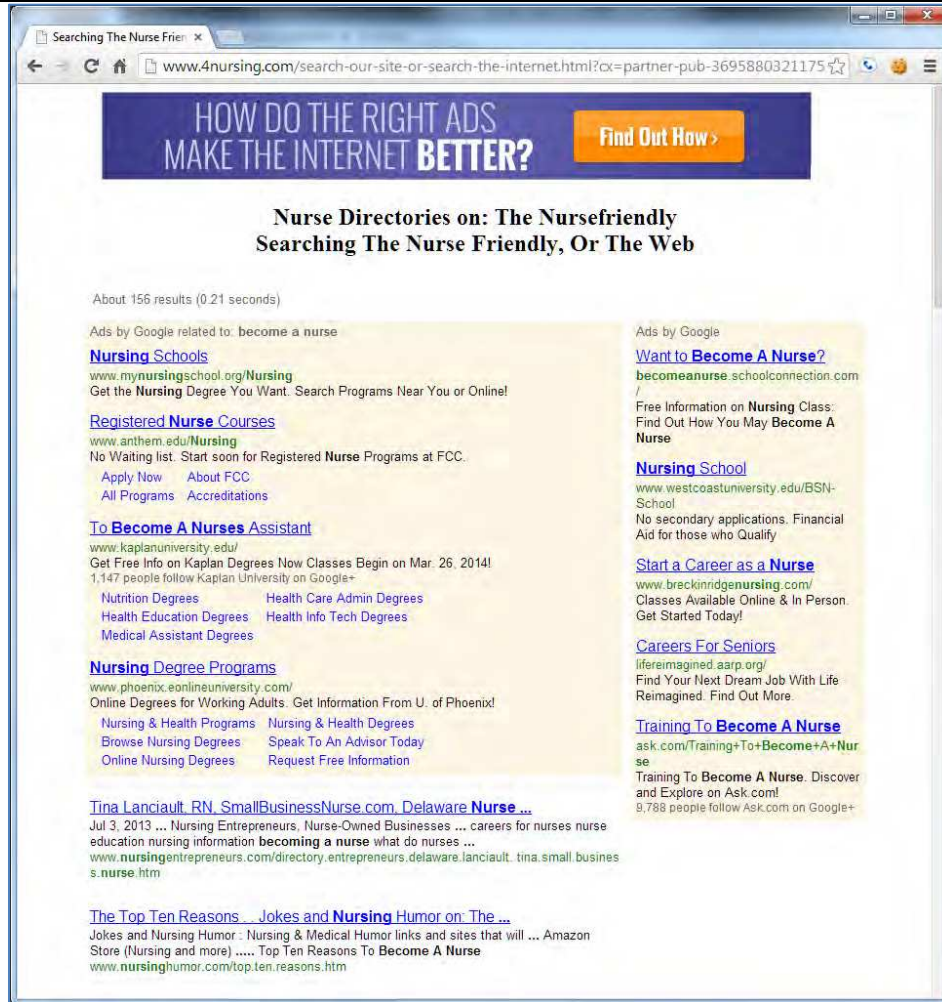 Searching The Nurse Frien
www.4nursing.com/search-our-site-or-search-the-internet.html?cx=partner-pub-3695880321175
HOW DO THE RIGHT ADS
MAKE THE INTERNET BETTER?
Find Out How ›
Nurse Directories on: The Nursefriendly
Searching The Nurse Friendly, Or The Web
About 156 results (0.21 seconds)
Ads by Google related to: become a nurse
Nursing Schools
www.mynursingschool.org/Nursing
Get the Nursing Degree You Want. Search Programs Near You or Online!
Registered Nurse Courses
www.anthem.edu/Nursing
No Waiting list. Start soon for Registered Nurse Programs at FCC.
Apply Now About FCC
All Programs Accreditations
To Become A Nurses Assistant
www.kaplanuniversity.edu/
Get Free Info on Kaplan Degrees Now Classes Begin on Mar. 26, 2014!
1,147 people follow Kaplan University on Google+
Nutrition Degrees Health Care Admin Degrees
Health Education Degrees Health Info Tech Degrees
Medical Assistant Degrees
Nursing Degree Programs
www.phoenix.eonlineuniversity.com/
Online Degrees for Working Adults. Get Information From U. of Phoenix!
Nursing & Health Programs Nursing & Health Degrees
Browse Nursing Degrees Speak To An Advisor Today
Online Nursing Degrees Request Free Information
Tina Lanciault, RN, SmallBusinessNurse.com, Delaware Nurse ...
Jul 3, 2013 ... Nursing Entrepreneurs, Nurse-Owned Businesses ... careers for nurses nurse
education nursing information becoming a nurse what do nurses ...
www.nursingentrepreneurs.com/directory.entrepreneurs.delaware.lanciault. tina.small.busines
s.nurse.htm
The Top Ten Reasons . . Jokes and Nursing Humor on: The ...
Jokes and Nursing Humor : Nursing & Medical Humor links and sites that will ... Amazon
Store (Nursing and more) ..... Top Ten Reasons To Become A Nurse
www.nursinghumor.com/top.ten.reasons.htm
Ads by Google
Want to Become A Nurse?
becomeanurse.schoolconnection.com
/
Free Information on Nursing Class:
Find Out How You May Become A
Nurse
Nursing School
www.westcoastuniversity.edu/BSN-
School
No secondary applications. Financial
Aid for those who Qualify
Start a Career as a Nurse
www.breckinridgenursing.com/
Classes Available Online & In Person.
Get Started Today!
Careers For Seniors
lifereimagined.aarp.org/
Find Your Next Dream Job With Life
Reimagined. Find Out More.
Training To Become A Nurse
ask.com/Training+To+Become+A+Nur
se
Training To Become A Nurse. Discover
and Explore on Ask.com!
9,788 people follow Ask.com on Google+